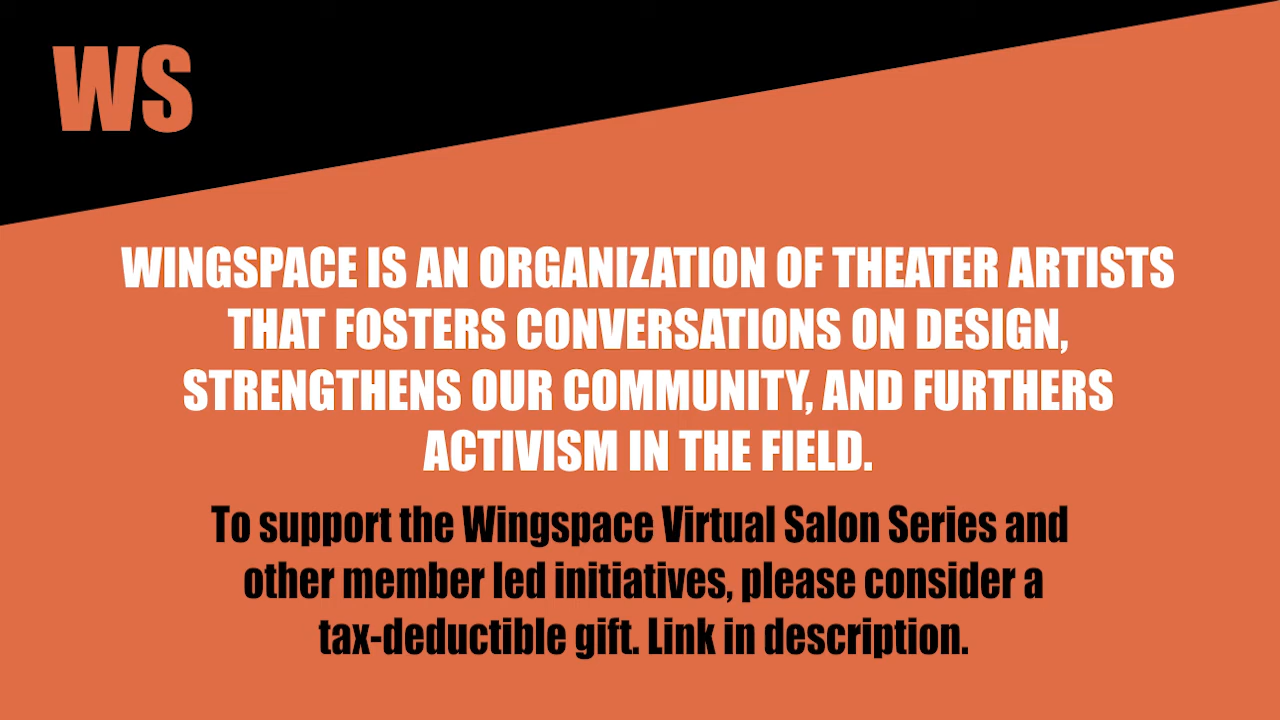 WS
WINGSPACE IS AN ORGANIZATION OF THEATER ARTISTS
THAT FOSTERS CONVERSATIONS ON DESIGN,
STRENGTHENS OUR COMMUNITY, AND FURTHERS
ACTIVISM IN THE FIELD.
To support the Wingspace Virtual Salon Series and
other member led initiatives, please consider a
tax-deductible gift. Link in description.